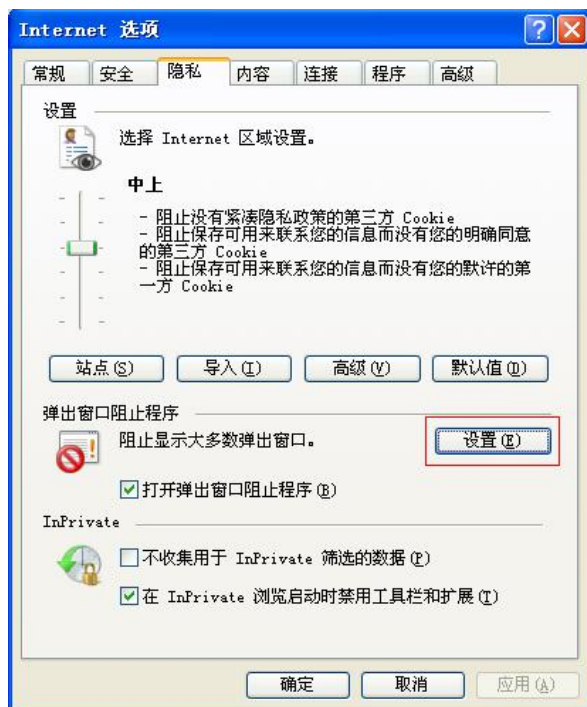 Internet 选项
常规 安全 隐私 内容 连接 程序 高级
设置
选择 Internet 区域设置。
中上
- 阻止没有紧凑隐私政策的第三方 Cookie
- 阻止保存可用来联系您的信息而没有您的明确同意
的第三方 Cookie
- 阻止保存可用来联系您的信息而没有您的默许的第
一方 Cookie
站点(S) 导入(I) 高级(V) 默认值(D)
弹出窗口阻止程序
阻止显示大多数弹出窗口。 设置(E)
打开弹出窗口阻止程序(B)
InPrivate
不收集用于 InPrivate 筛选的数据(P)
在 InPrivate 浏览启动时禁用工具栏和扩展(T)
确定 取消 应用(A)